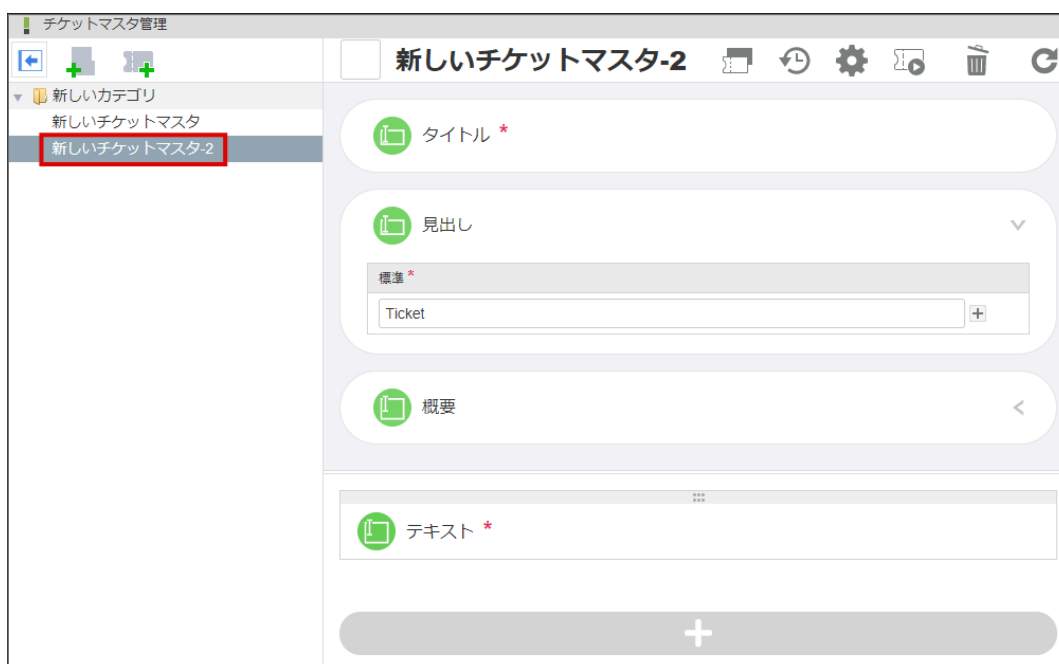 チケットマスタ管理
新しいカテゴリ
新しいチケットマスタ
新しいチケットマスタ-2
新しいチケットマスタ-2
タイトル *
見出し
標準 *
Ticket
概要
テキスト *